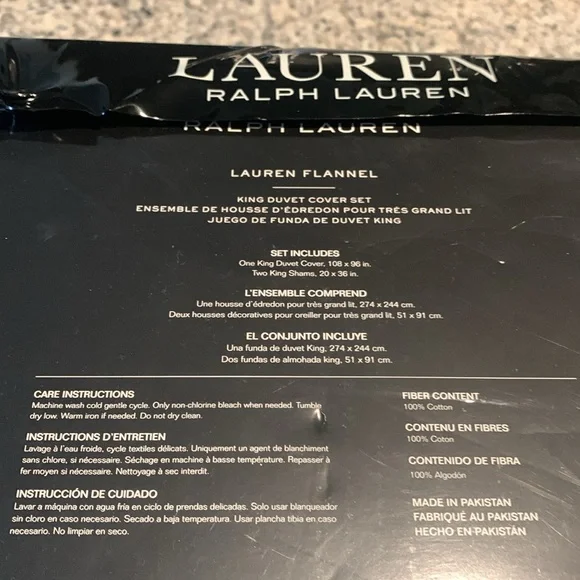 LAUREN
RALPH LAUREN
RALPH LAUREN
LAUREN FLANNEL
KING DUVET COVER SET
ENSEMBLE DE HOUSSE D'ÉDREDON POUR TRÈS GRAND LIT
JUEGO DE FUNDA DE DUVET KING
SET INCLUDES
One King Duvet Cover, 108 x 96 in.
Two King Shams, 20 x 36 in.
L'ENSEMBLE COMPREND
Une housse d'édredon pour très grand lit, 274 x 244 cm.
Deux housses décoratives pour oreiller pour très grand lit, 51 x 91 cm.
EL CONJUNTO INCLUYE
Una funda de duvet King, 274 x 244 cm.
Dos fundas de almohada king, 51 x 91 cm.
CARE INSTRUCTIONS
Machine wash cold gentle cycle. Only non-chlorine bleach when needed. Tumble
dry low. Warm iron if needed. Do not dry clean.
INSTRUCTIONS D'ENTRETIEN
Lavage à l'eau froide, cycle textiles délicats. Uniquement un agent de blanchiment
sans chlore, si nécessaire. Séchage en machine à basse température. Repasser à
fer moyen si nécessaire. Nettoyage à sec interdit.
INSTRUCCIÓN DE CUIDADO
Lavar a máquina con agua fría en ciclo de prendas delicadas. Solo usar blanqueador
sin cloro en caso necesario. Secado a baja temperatura. Usar plancha tibia en caso
necesario. No limpiar en seco.
FIBER CONTENT
100% Cotton
CONTENU EN FIBRES
100% Coton
CONTENIDO DE FIBRA
100% Algodón
MADE IN PAKISTAN
FABRIQUÉ AU PAKISTAN
HECHO EN PAKISTÁN